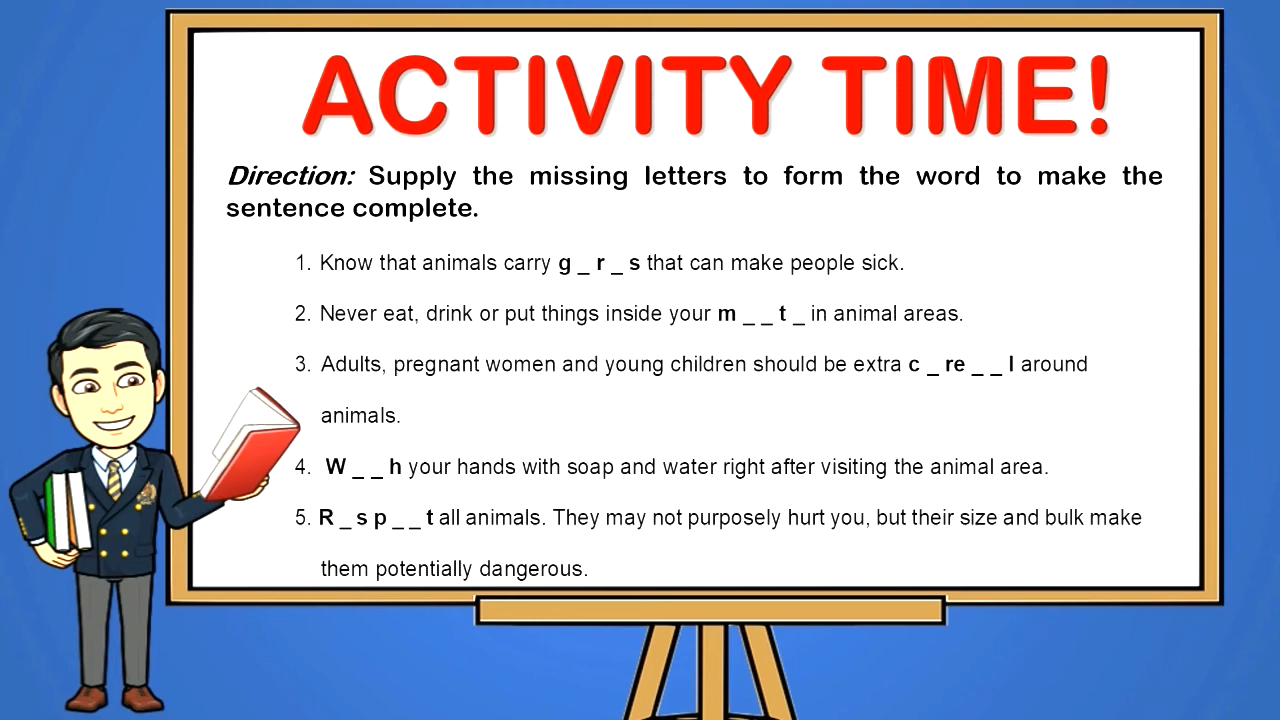 ACTIVITY TIME!
Direction: Supply the missing letters to form the word to make the
sentence complete.
1. Know that animals carry g _ r _ s that can make people sick.
2. Never eat, drink or put things inside your m _ _ t _ in animal areas.
3. Adults, pregnant women and young children should be extra c _ re _ _ l around
animals.
4. W _ _ h your hands with soap and water right after visiting the animal area.
5. R _ s p _ _ t all animals. They may not purposely hurt you, but their size and bulk make
them potentially dangerous.